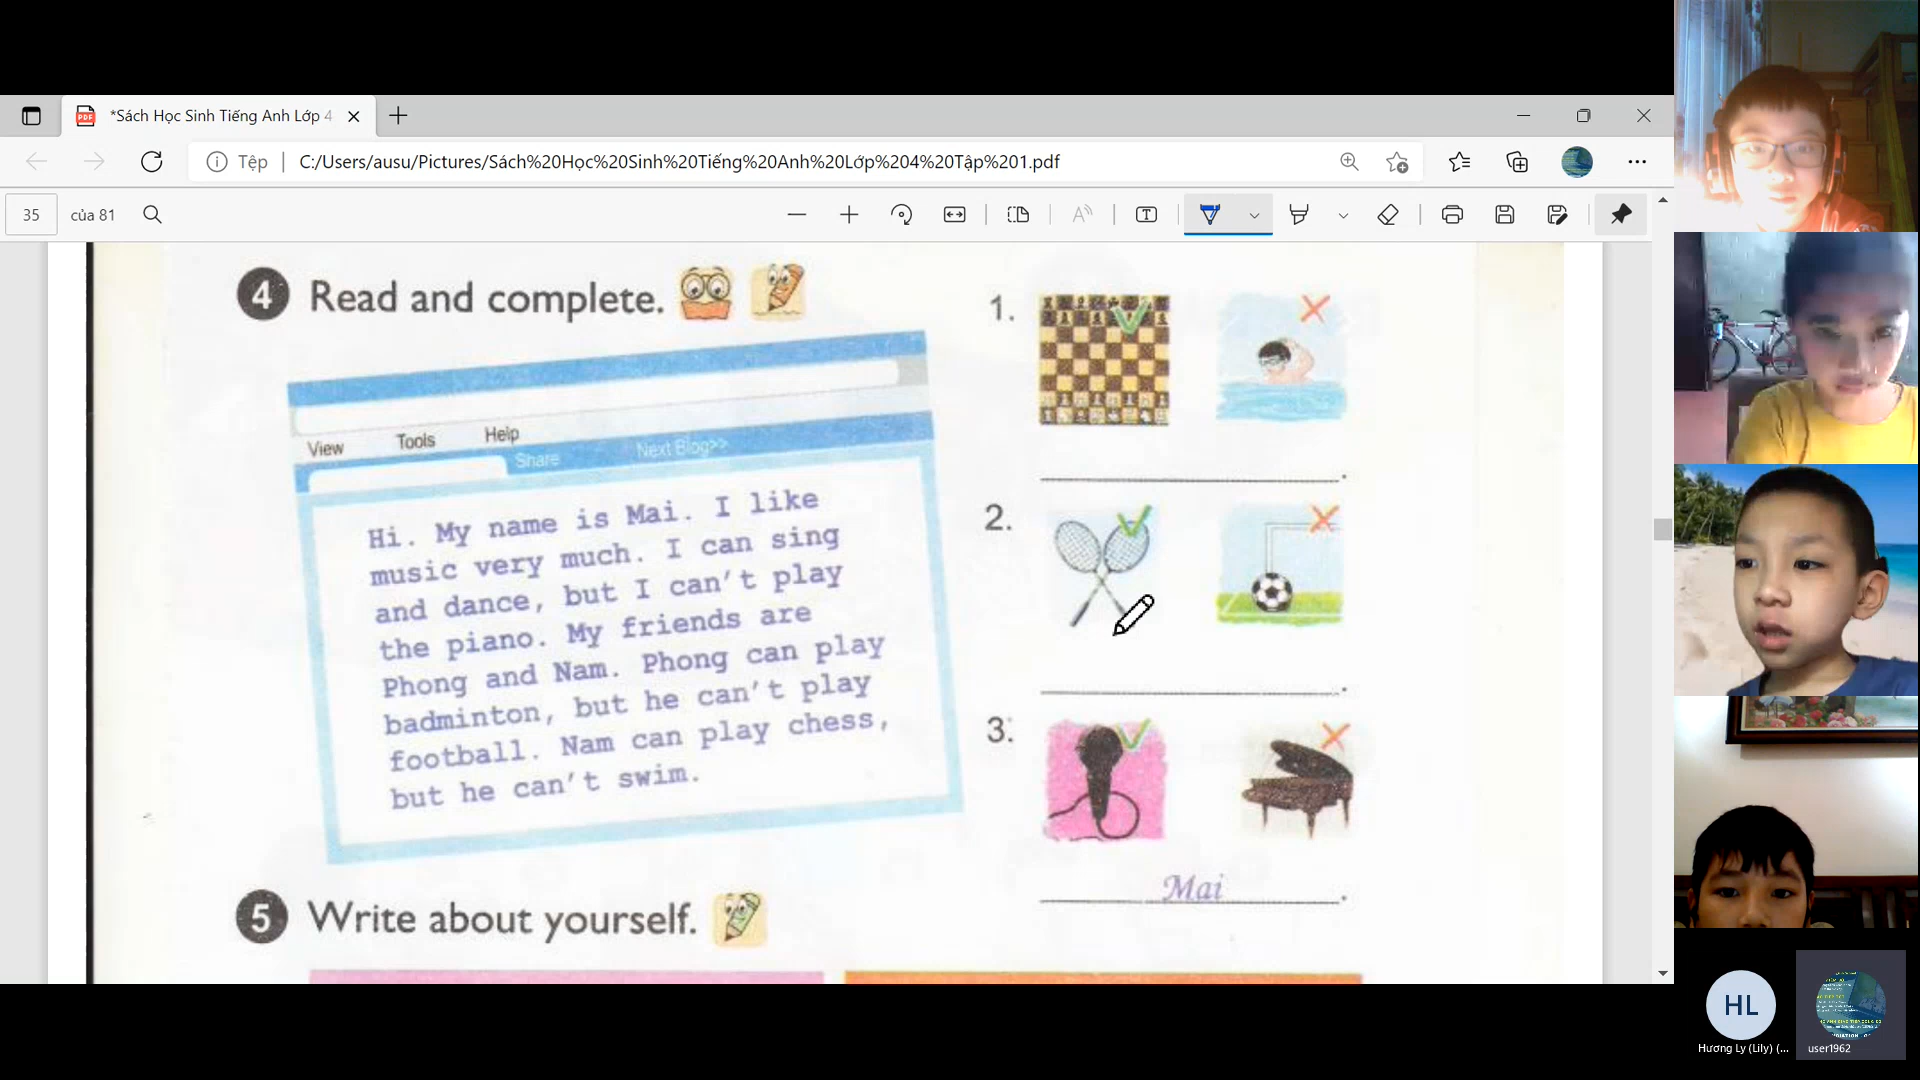 *Sách Học Sinh Tiếng Anh Lớp 4
Tệp
C:/Users/ausu/Pictures/Sách%20Học%20Sinh%20Tiếng%20Anh%20Lớp%204%20Tập%201.pdf
35
của 81
4 Read and complete.
View Tools Help
Share Next Blog>>
Hi. My name is Mai. I like
music very much. I can sing
and dance, but I can't play
the piano. My friends are
Phong and Nam. Phong can play
badminton, but he can't play
football. Nam can play chess,
but he can't swim.
1.
2.
3.
Mai
5 Write about yourself.
HL
Hương Ly (Lily) (...
user1962